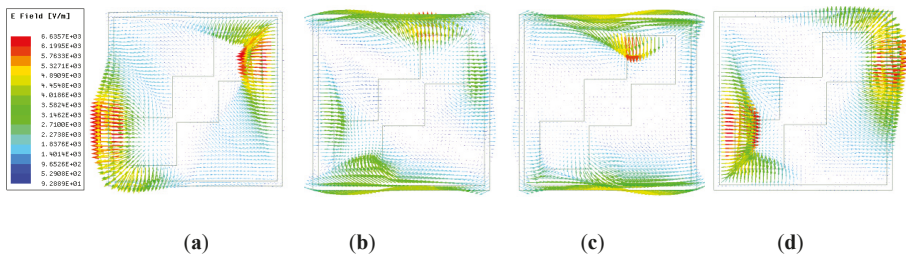 E Field [V/m]
6.6357E+03
6.1995E+03
5.7633E+03
5.3271E+03
4.8909E+03
4.4548E+03
4.0186E+03
3.5824E+03
3.1462E+03
2.7100E+03
2.2738E+03
1.8376E+03
1.4014E+03
9.6526E+02
5.2908E+02
9.2889E+01
(a) (b) (c) (d)